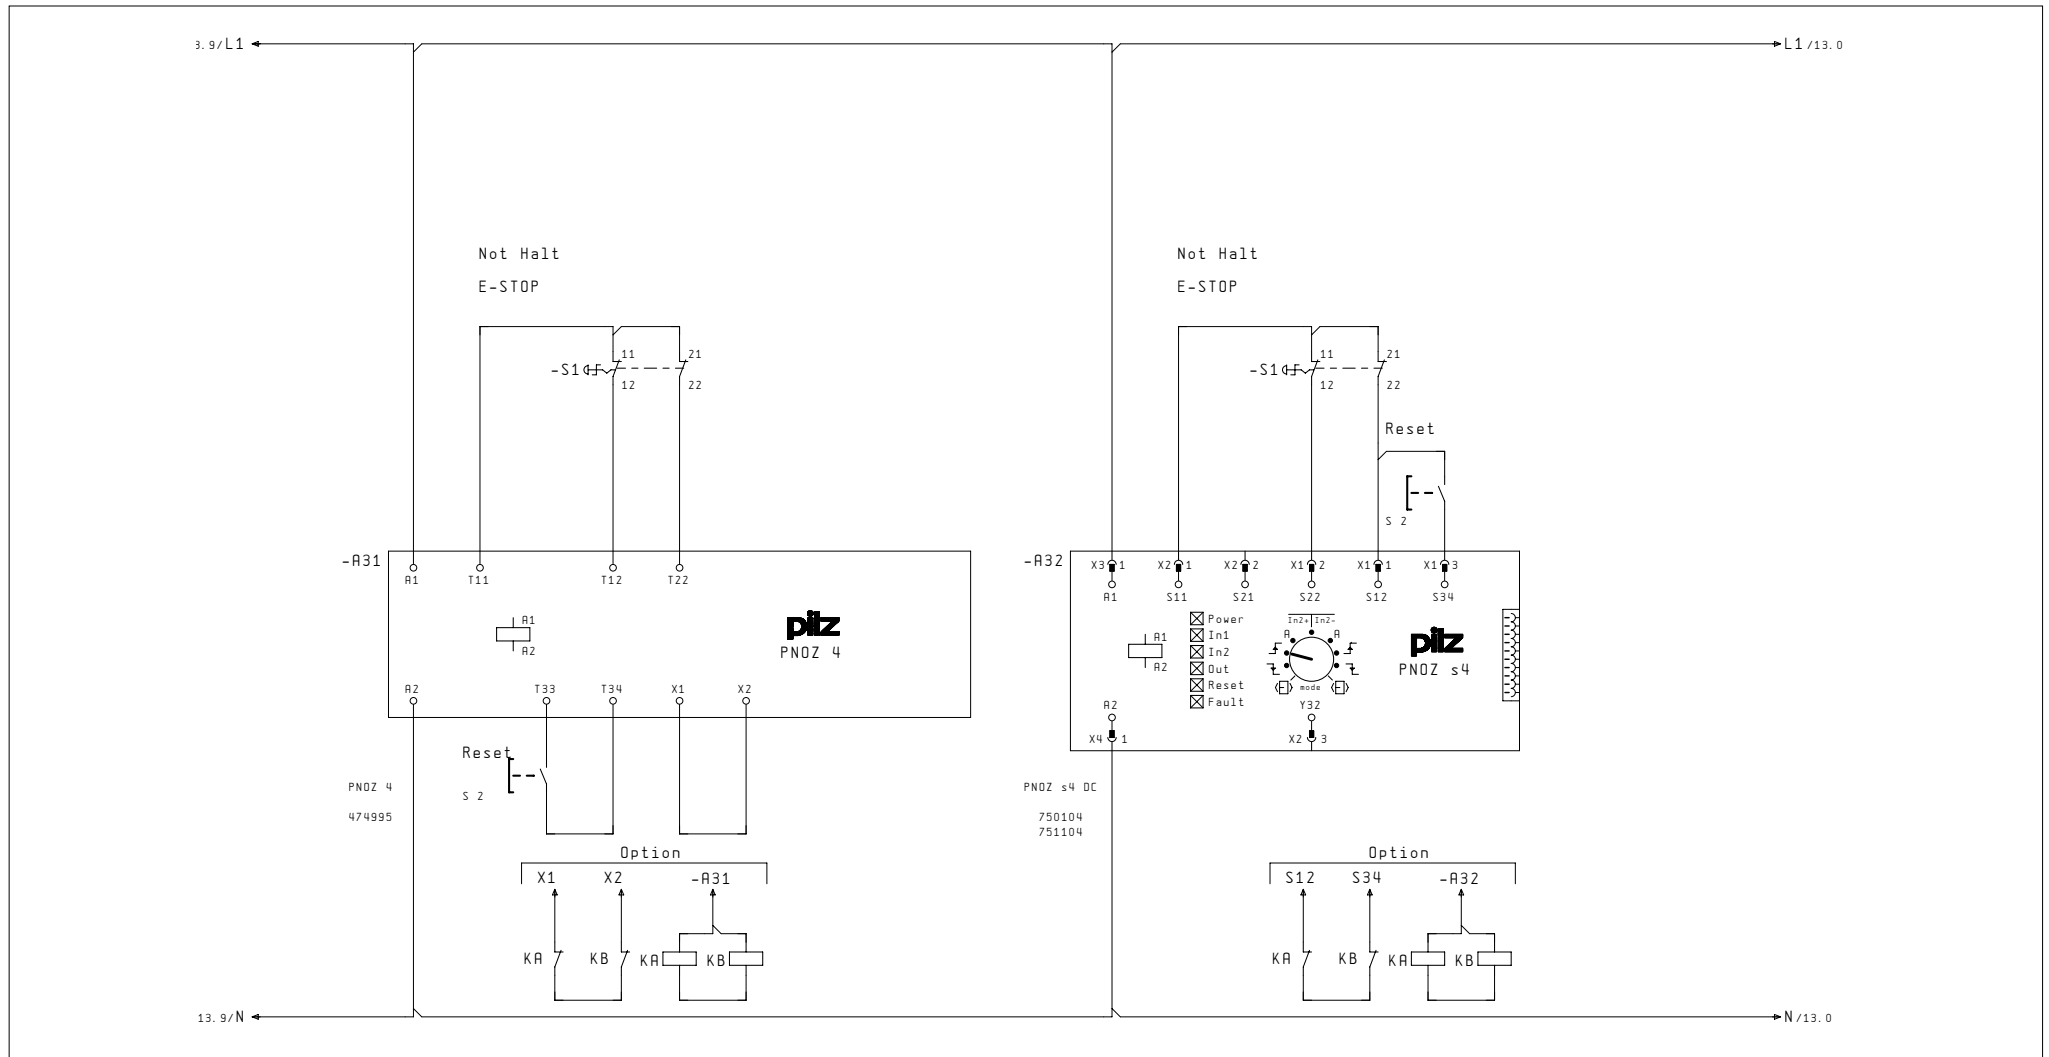 3.9/L1
L1/13.0
Not Halt
E-STOP
Not Halt
E-STOP
11
21
-S1
12
22
11
21
-S1
12
22
Reset
S 2
-A31
A1
T11
T12
T22
A1
A2
pilz
PNOZ 4
A2
T33
T34
X1
X2
Reset
S 2
PNOZ 4
474995
-A32
X3 1
X2 1
X2 2
X1 2
X1 1
X1 3
A1
S11
S21
S22
S12
S34
Power
In1
In2
Out
Reset
Fault
A1
A2
In2+ In2-
A
A
mode
pilz
PNOZ s4
A2
Y32
X4 1
X2 3
PNOZ s4 DC
750104
751104
Option
X1
X2
-A31
KA
KB
KA
KB
Option
S12
S34
-A32
KA
KB
KA
KB
13.9/N
N/13.0